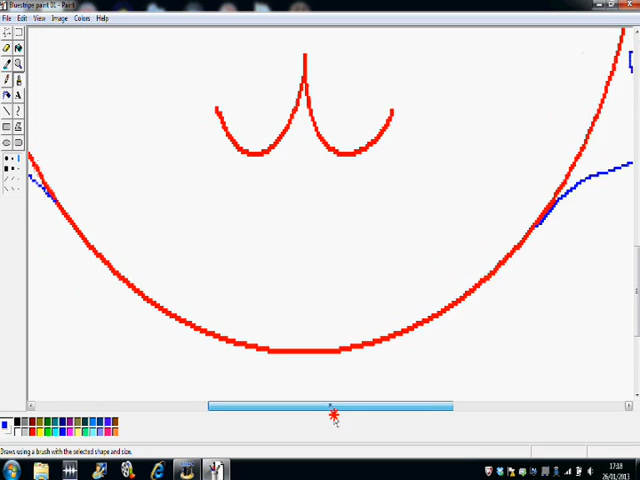 Bluestripe paint II - Paint
File Edit View Image Colors Help
A
Draws using a brush with the selected shape and size.
17:18
26/01/2013